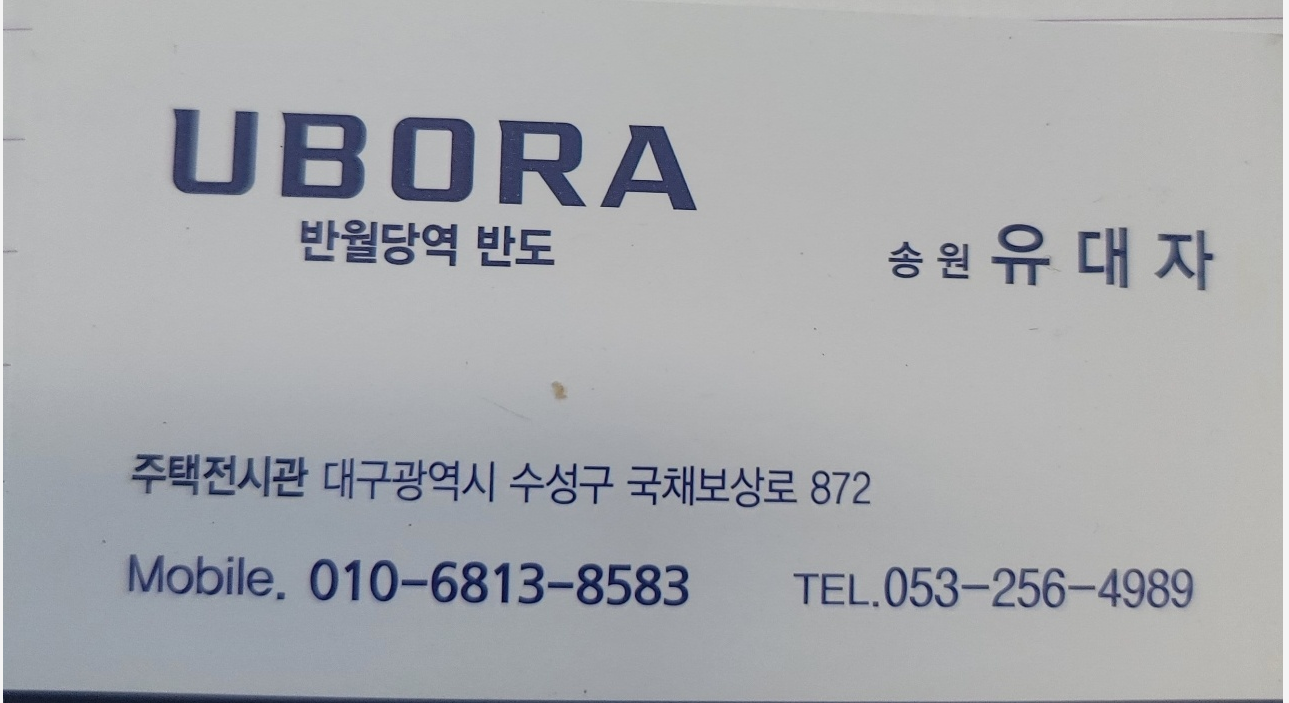 UBORA
반월당역 반도
송원 유대자
주택전시관 대구광역시 수성구 국채보상로 872
Mobile. 010-6813-8583 TEL.053-256-4989